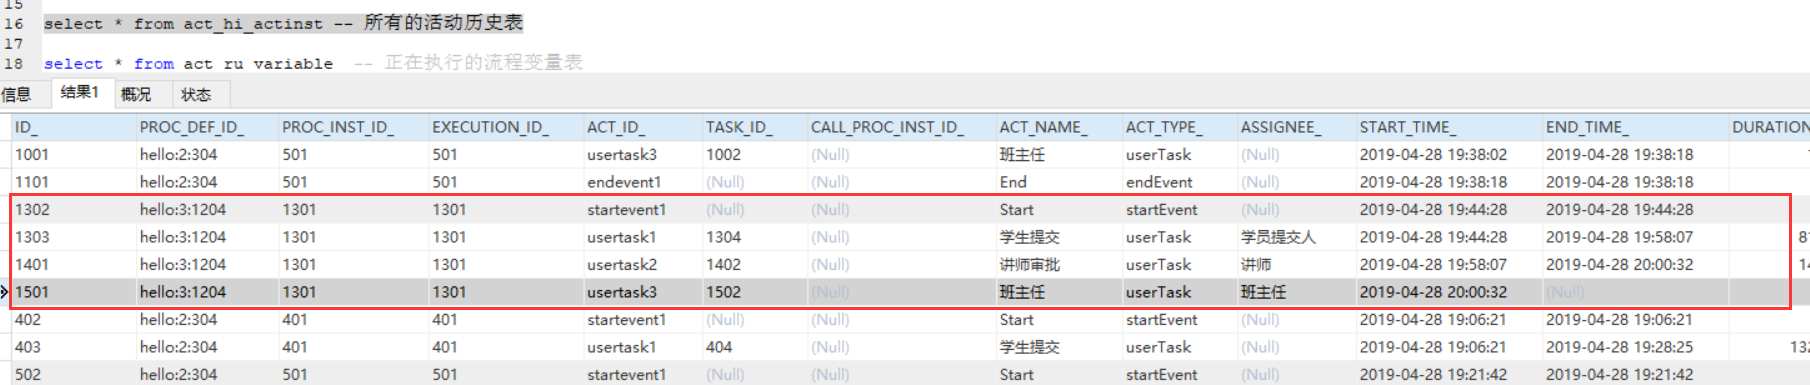 15
16 select * from act_hi_actinst -- 所有的活动历史表
17
18 select * from act_ru_variable -- 正在执行的流程变量表
信息 结果1 概况 状态
ID_ PROC_DEF_ID_ PROC_INST_ID_ EXECUTION_ID_ ACT_ID_ TASK_ID_ CALL_PROC_INST_ID_ ACT_NAME_ ACT_TYPE_ ASSIGNEE_ START_TIME_ END_TIME_ DURATION
1001 hello:2:304 501 501 usertask3 1002 (Null) 班主任 userTask (Null) 2019-04-28 19:38:02 2019-04-28 19:38:18
1101 hello:2:304 501 501 endevent1 (Null) (Null) End endEvent (Null) 2019-04-28 19:38:18 2019-04-28 19:38:18
1302 hello:3:1204 1301 1301 startevent1 (Null) (Null) Start startEvent (Null) 2019-04-28 19:44:28 2019-04-28 19:44:28
1303 hello:3:1204 1301 1301 usertask1 1304 (Null) 学生提交 userTask 学员提交人 2019-04-28 19:44:28 2019-04-28 19:58:07 81
1401 hello:3:1204 1301 1301 usertask2 1402 (Null) 讲师审批 userTask 讲师 2019-04-28 19:58:07 2019-04-28 20:00:32 14
1501 hello:3:1204 1301 1301 usertask3 1502 (Null) 班主任 userTask 班主任 2019-04-28 20:00:32 (Null)
402 hello:2:304 401 401 startevent1 (Null) (Null) Start startEvent (Null) 2019-04-28 19:06:21 2019-04-28 19:06:21
403 hello:2:304 401 401 usertask1 404 (Null) 学生提交 userTask (Null) 2019-04-28 19:06:21 2019-04-28 19:28:25 132
502 hello:2:304 501 501 startevent1 (Null) (Null) Start startEvent (Null) 2019-04-28 19:21:42 2019-04-28 19:21:42